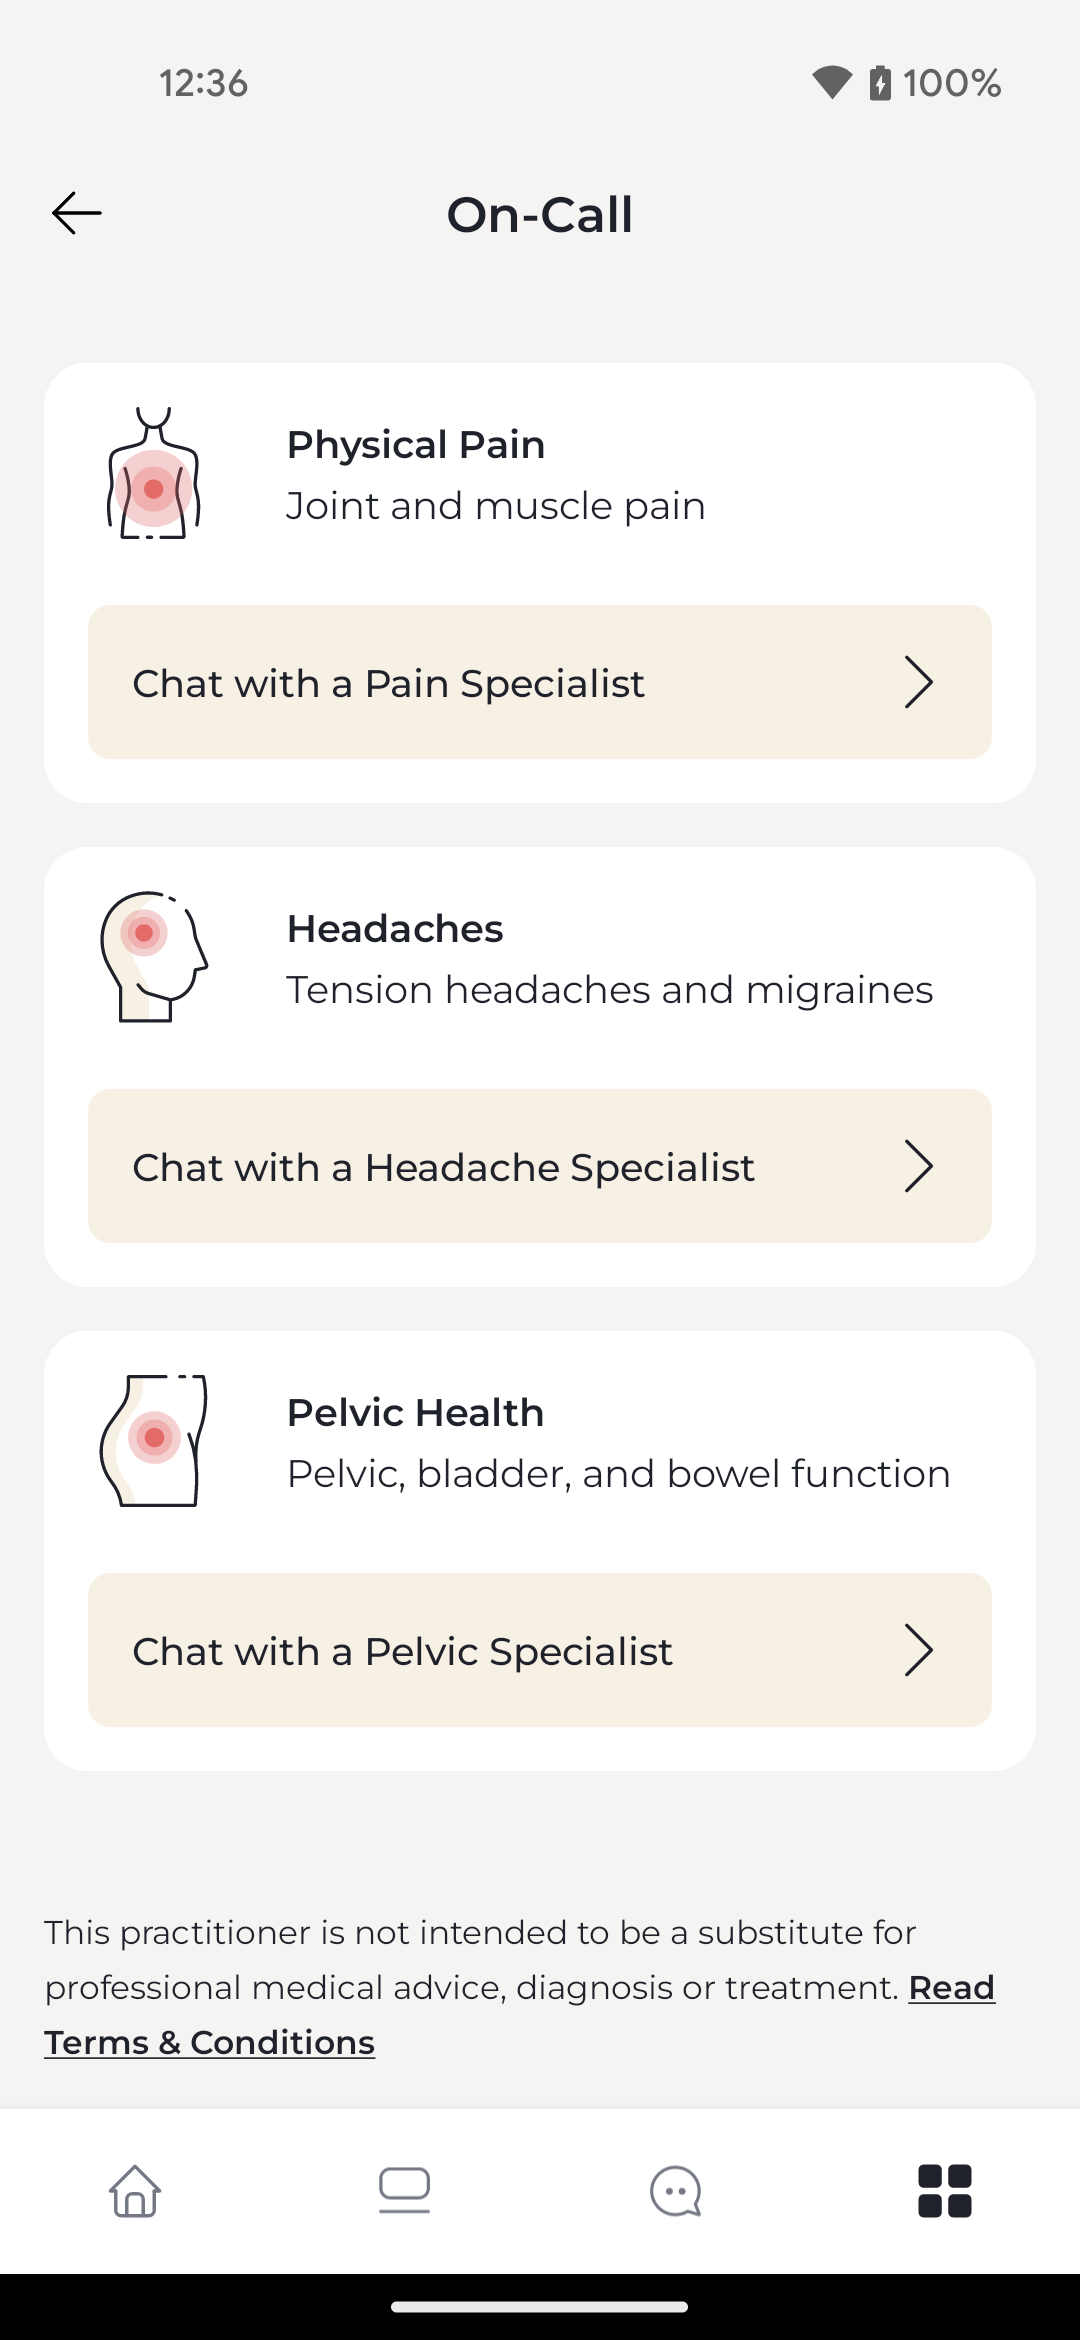 12:36
100%
On-Call
Physical Pain
Joint and muscle pain
Chat with a Pain Specialist
Headaches
Tension headaches and migraines
Chat with a Headache Specialist
Pelvic Health
Pelvic, bladder, and bowel function
Chat with a Pelvic Specialist
This practitioner is not intended to be a substitute for
professional medical advice, diagnosis or treatment. Read
Terms & Conditions